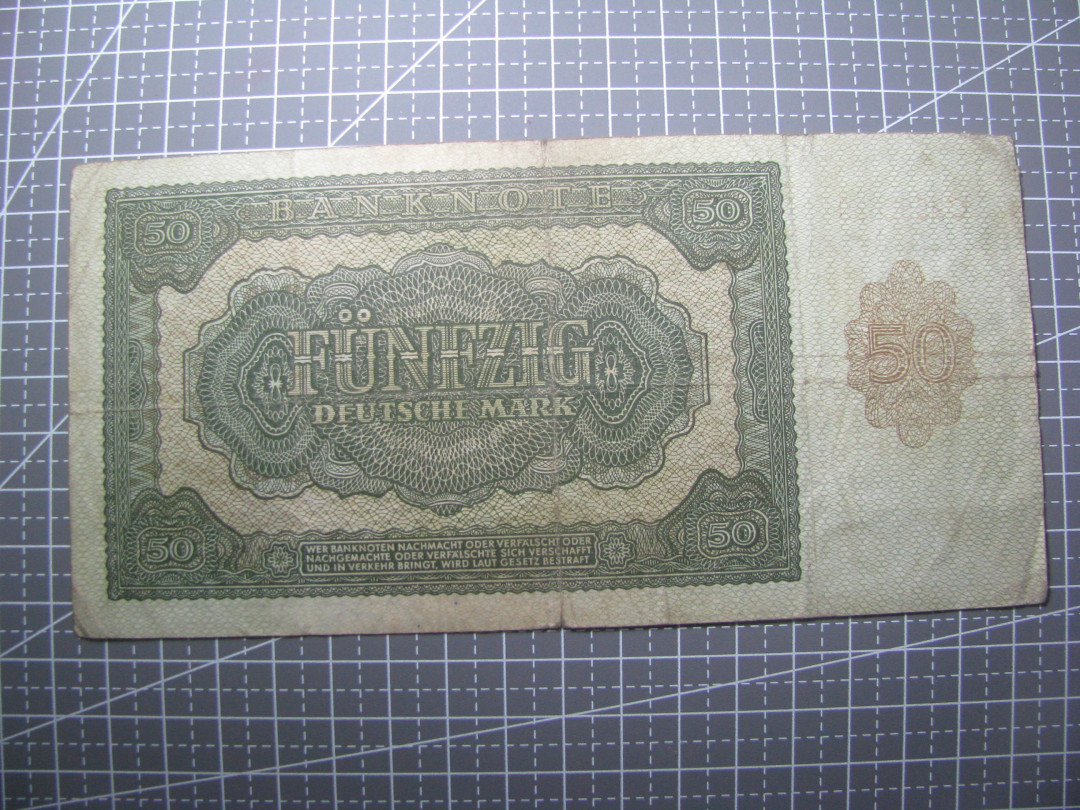 BANKNOTE
50
50
FÜNFZIG
DEUTSCHE MARK
50
50
WER BANKNOTEN NACHMACHT ODER VERFÄLSCHT ODER
NACHGEMACHTE ODER VERFÄLSCHTE SICH VERSCHAFFT
UND IN VERKEHR BRINGT, WIRD LAUT GESETZ BESTRAFT
50